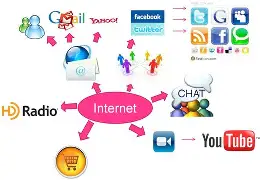 Gmail
YAHOO!
facebook
twitter
CHAT
HD Radio
Internet
YouTube